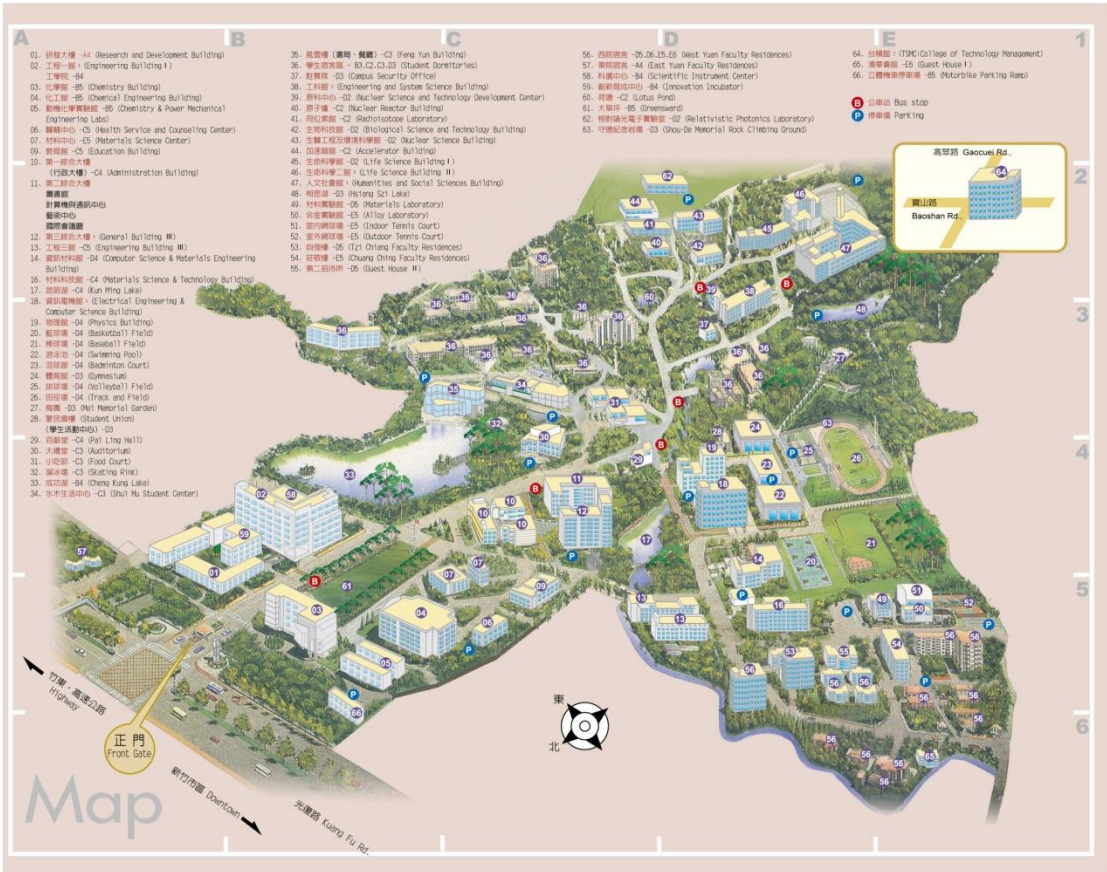 A
B
C
D
E
1
01. 研發大樓 -A4 (Research and Development Building)
02. 工程一館：(Engineering Building I)
工學院 -B4
03. 化學館 -B5 (Chemistry Building)
04. 化工館 -B5 (Chemical Engineering Building)
05. 動機化學實驗館 -B5 (Chemistry & Power Mechanical
Engineering Labs)
06. 醫輔中心 -C5 (Health Service and Counseling Center)
07. 材料中心 -E5 (Materials Science Center)
09. 教育館 -C5 (Education Building)
10. 第一綜合大樓
(行政大樓) -C4 (Administration Building)
11. 第二綜合大樓
圖書館
計算機與通訊中心
藝術中心
國際會議廳
12. 第三綜合大樓：(General Building III)
13. 工程三館 -C5 (Engineering Building III)
14. 資訊材料館 -D4 (Computer Science & Materials Engineering
Building)
16. 材料科技館 -C4 (Materials Science & Technology Building)
17. 昆明湖 -C4 (Kun Ming Lake)
18. 資訊電機館：(Electrical Engineering &
Computer Science Building)
19. 物理館 -D4 (Physics Building)
20. 籃球場 -D4 (Basketball Field)
21. 棒球場 -D4 (Baseball Field)
22. 游泳池 -D4 (Swimming Pool)
23. 羽球館 -D4 (Badminton Court)
24. 體育館 -D3 (Gymnasium)
25. 排球場 -D4 (Volleyball Field)
26. 田徑場 -D4 (Track and Field)
27. 梅園 -D3 (Mei Memorial Garden)
28. 蒙民偉樓 (Student Union)
(學生活動中心) -D3
29. 百齡堂 -C4 (Pai Ling Hall)
30. 大禮堂 -C3 (Auditorium)
31. 小吃部 -C3 (Food Court)
32. 溜冰場 -C3 (Skating Rink)
33. 成功湖 -B4 (Cheng Kung Lake)
34. 水木生活中心 -C3 (Shui Mu Student Center)
35. 風雲樓 (書坊、餐廳) -C3 (Feng Yun Building)
36. 學生宿舍區 - B3.C2.C3.D3 (Student Dormitories)
37. 駐警隊 -D3 (Campus Security Office)
38. 工科館：(Engineering and System Science Building)
39. 原科中心 -D2 (Nuclear Science and Technology Development Center)
40. 原子爐 -C2 (Nuclear Reactor Building)
41. 同位素館 -C2 (Radioisotope Laboratory)
42. 生物科技館 -D2 (Biological Science and Technology Building)
43. 生醫工程及環境科學館 -D2 (Nuclear Science Building)
44. 加速器館 -C2 (Accelerator Building)
45. 生命科學館 -D2 (Life Science Building I)
46. 生命科學二館：(Life Science Building II)
47. 人文社會館：(Humanities and Social Sciences Building)
48. 相思湖 -D3 (Hsiang Szi Lake)
49. 材料實驗館 -D5 (Materials Laboratory)
50. 合金實驗館 -E5 (Alloy Laboratory)
51. 室內網球場 -E5 (Indoor Tennis Court)
52. 室外網球場 -E5 (Outdoor Tennis Court)
53. 自強樓 -D5 (Tzi Chiang Faculty Residences)
54. 莊敬樓 -E5 (Chuang Ching Faculty Residences)
55. 第二招待所 -D5 (Guest House II)
56. 西院宿舍 -D5.D6.E5.E6 (West Yuan Faculty Residences)
57. 東院宿舍 -A4 (East Yuan Faculty Residences)
58. 科儀中心 -B4 (Scientific Instrument Center)
59. 創新育成中心 -B4 (Innovation Incubator)
60. 荷塘 -C2 (Lotus Pond)
61. 大草坪 -B5 (Greensward)
62. 相對論光電子實驗室 -D2 (Relativistic Photonics Laboratory)
63. 守德紀念岩場 -D3 (Shou-De Memorial Rock Climbing Ground)
64. 台積館：(TSMC:College of Technology Management)
65. 清華會館 -E6 (Guest House I)
66. 立體機車停車場 -B5 (Motorbike Parking Ramp)
B 公車站 Bus stop
P 停車場 Parking
高翠路 Gaocuei Rd.
64
寶山路
Baoshan Rd.
2
3
4
5
6
竹東、高速公路
Highway
正門
Front Gate
東
北
Map
新竹市區 Downtown
光復路 Kuang Fu Rd.